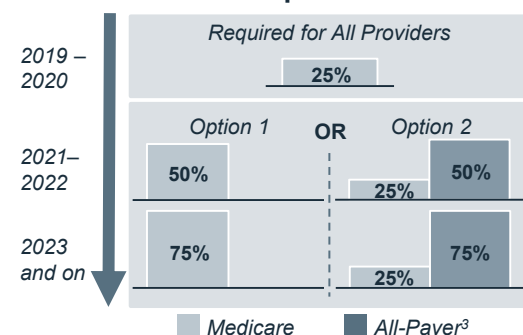 Required for All Providers
2019 –
2020
25%
Option 1
OR
Option 2
2021–
2022
50%
25%
50%
2023
and on
75%
25%
75%
Medicare
All-Payer³